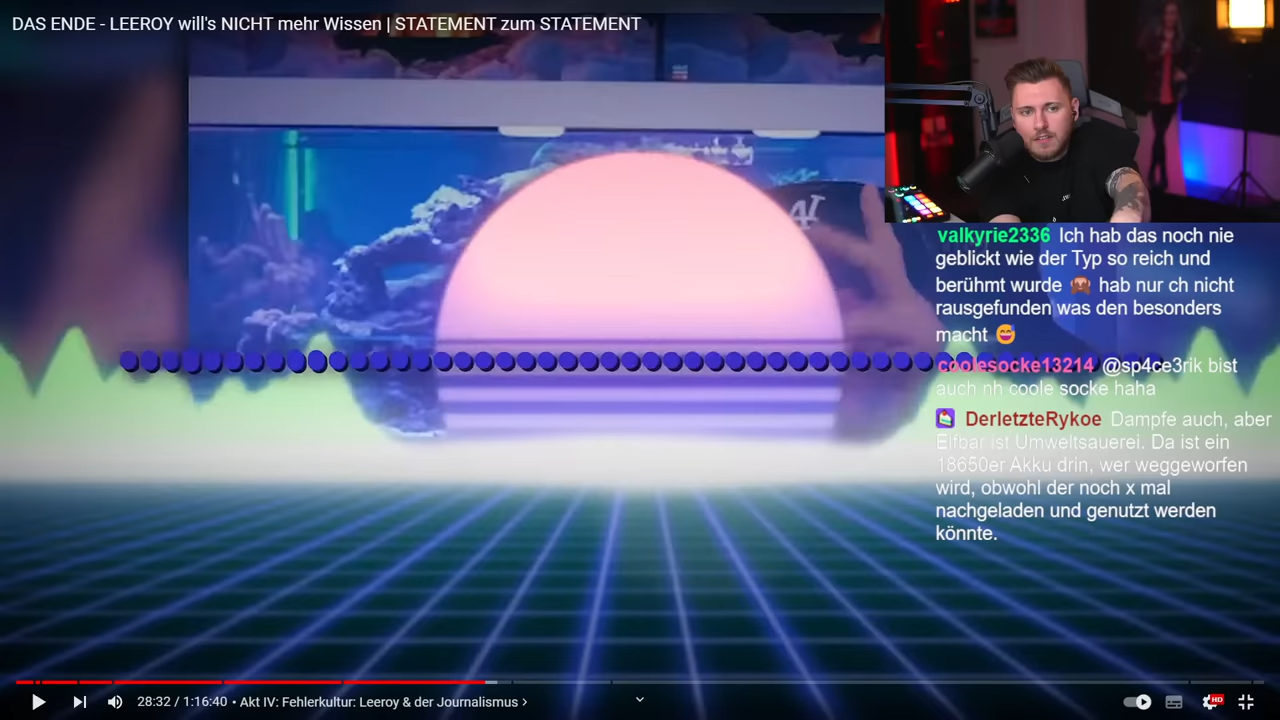 DAS ENDE - LEEROY will's NICHT mehr Wissen | STATEMENT zum STATEMENT
valkyrie2336 Ich hab das noch nie
geblickt wie der Typ so reich und
berühmt wurde 🙈 hab nur ch nicht
rausgefunden was den besonders
macht 😅
coolesocke13214 @sp4ce3rik bist
auch nh coole socke haha
DerletzteRykoe Dampfe auch, aber
Elfbar ist Umweltsauerei. Da ist ein
18650er Akku drin, wer weggeworfen
wird, obwohl der noch x mal
nachgeladen und genutzt werden
könnte.
28:32 / 1:16:40 • Akt IV: Fehlerkultur: Leeroy & der Journalismus ›
HD